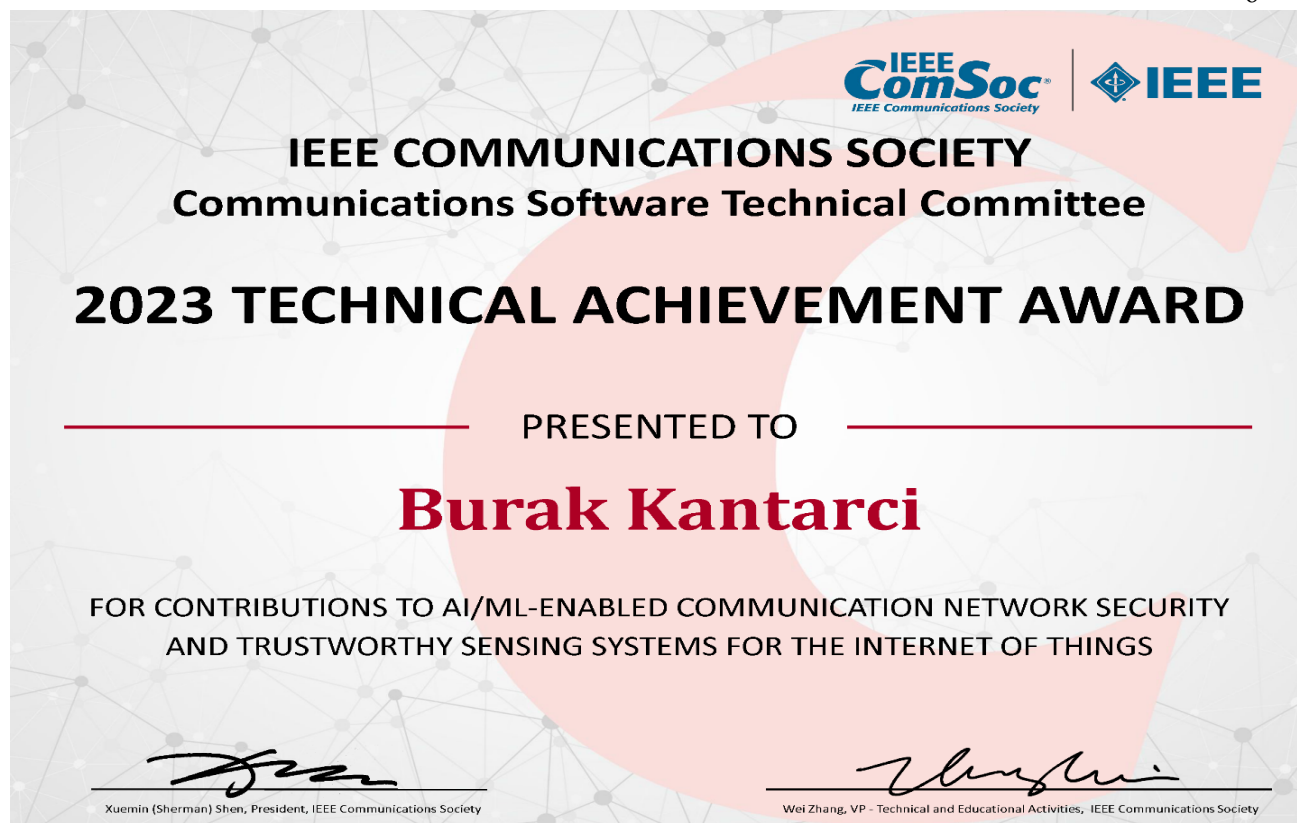 IEEE
ComSoc®
IEEE Communications Society
IEEE
IEEE COMMUNICATIONS SOCIETY
Communications Software Technical Committee
2023 TECHNICAL ACHIEVEMENT AWARD
PRESENTED TO
Burak Kantarci
FOR CONTRIBUTIONS TO AI/ML-ENABLED COMMUNICATION NETWORK SECURITY
AND TRUSTWORTHY SENSING SYSTEMS FOR THE INTERNET OF THINGS
Xuemin (Sherman) Shen, President, IEEE Communications Society
Wei Zhang, VP - Technical and Educational Activities, IEEE Communications Society